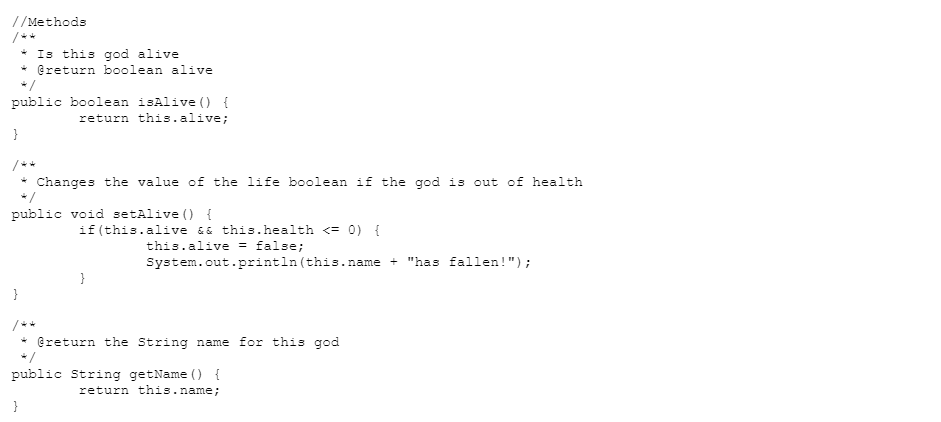 //Methods
/**
 * Is this god alive
 * @return boolean alive
 */
public boolean isAlive() {
        return this.alive;
}

/**
 * Changes the value of the life boolean if the god is out of health
 */
public void setAlive() {
        if(this.alive && this.health <= 0) {
                this.alive = false;
                System.out.println(this.name + "has fallen!");
        }
}

/**
 * @return the String name for this god
 */
public String getName() {
        return this.name;
}